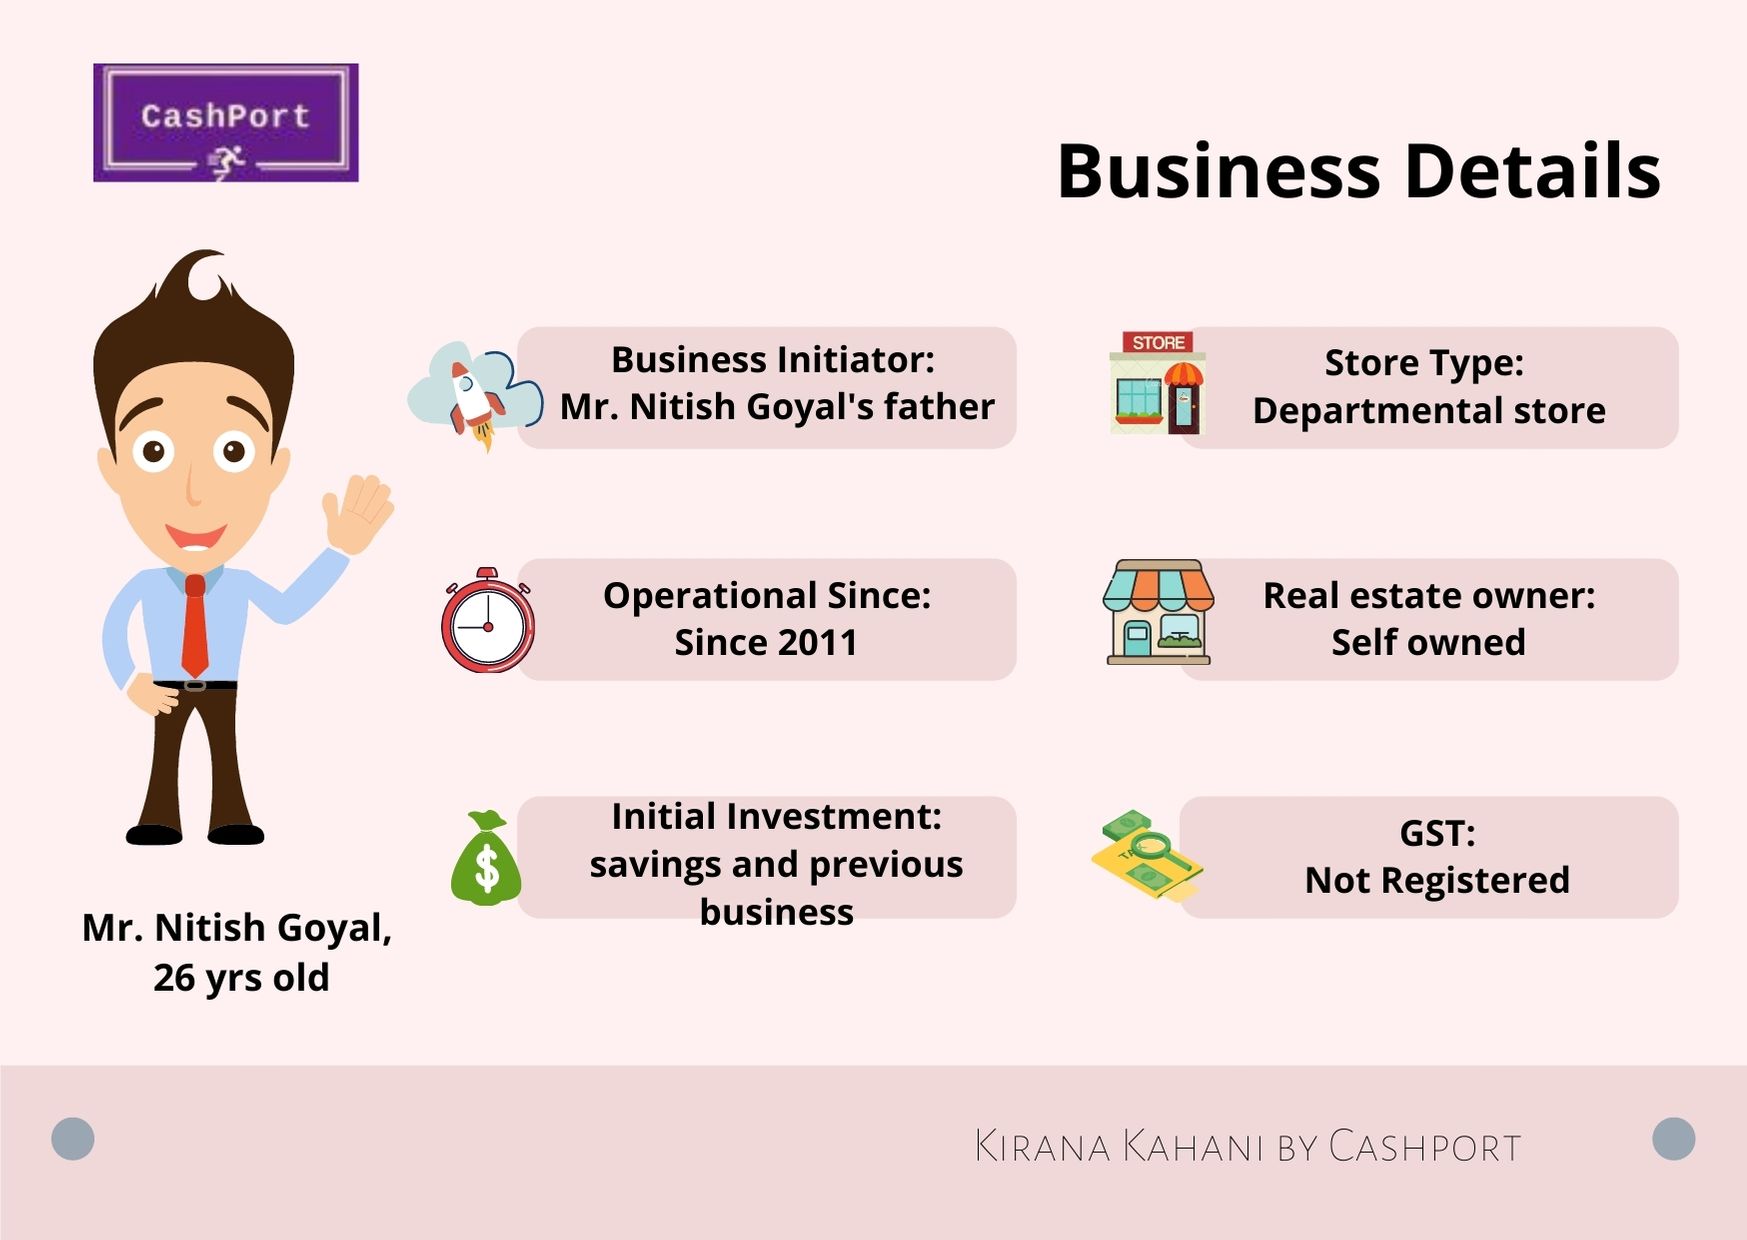 CashPort
Business Details
Business Initiator:
Mr. Nitish Goyal's father
STORE
Store Type:
Departmental store
Operational Since:
Since 2011
Real estate owner:
Self owned
Initial Investment:
savings and previous
business
GST:
Not Registered
Mr. Nitish Goyal,
26 yrs old
Kirana Kahani by Cashport